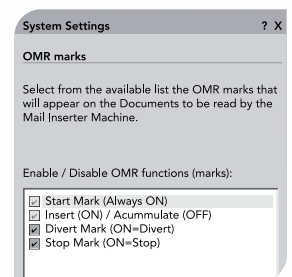 System Settings ? X
OMR marks
Select from the available list the OMR marks that
will appear on the Documents to be read by the
Mail Inserter Machine.
Enable / Disable OMR functions (marks):
Start Mark (Always ON)
Insert (ON) / Acummulate (OFF)
Divert Mark (ON=Divert)
Stop Mark (ON=Stop)